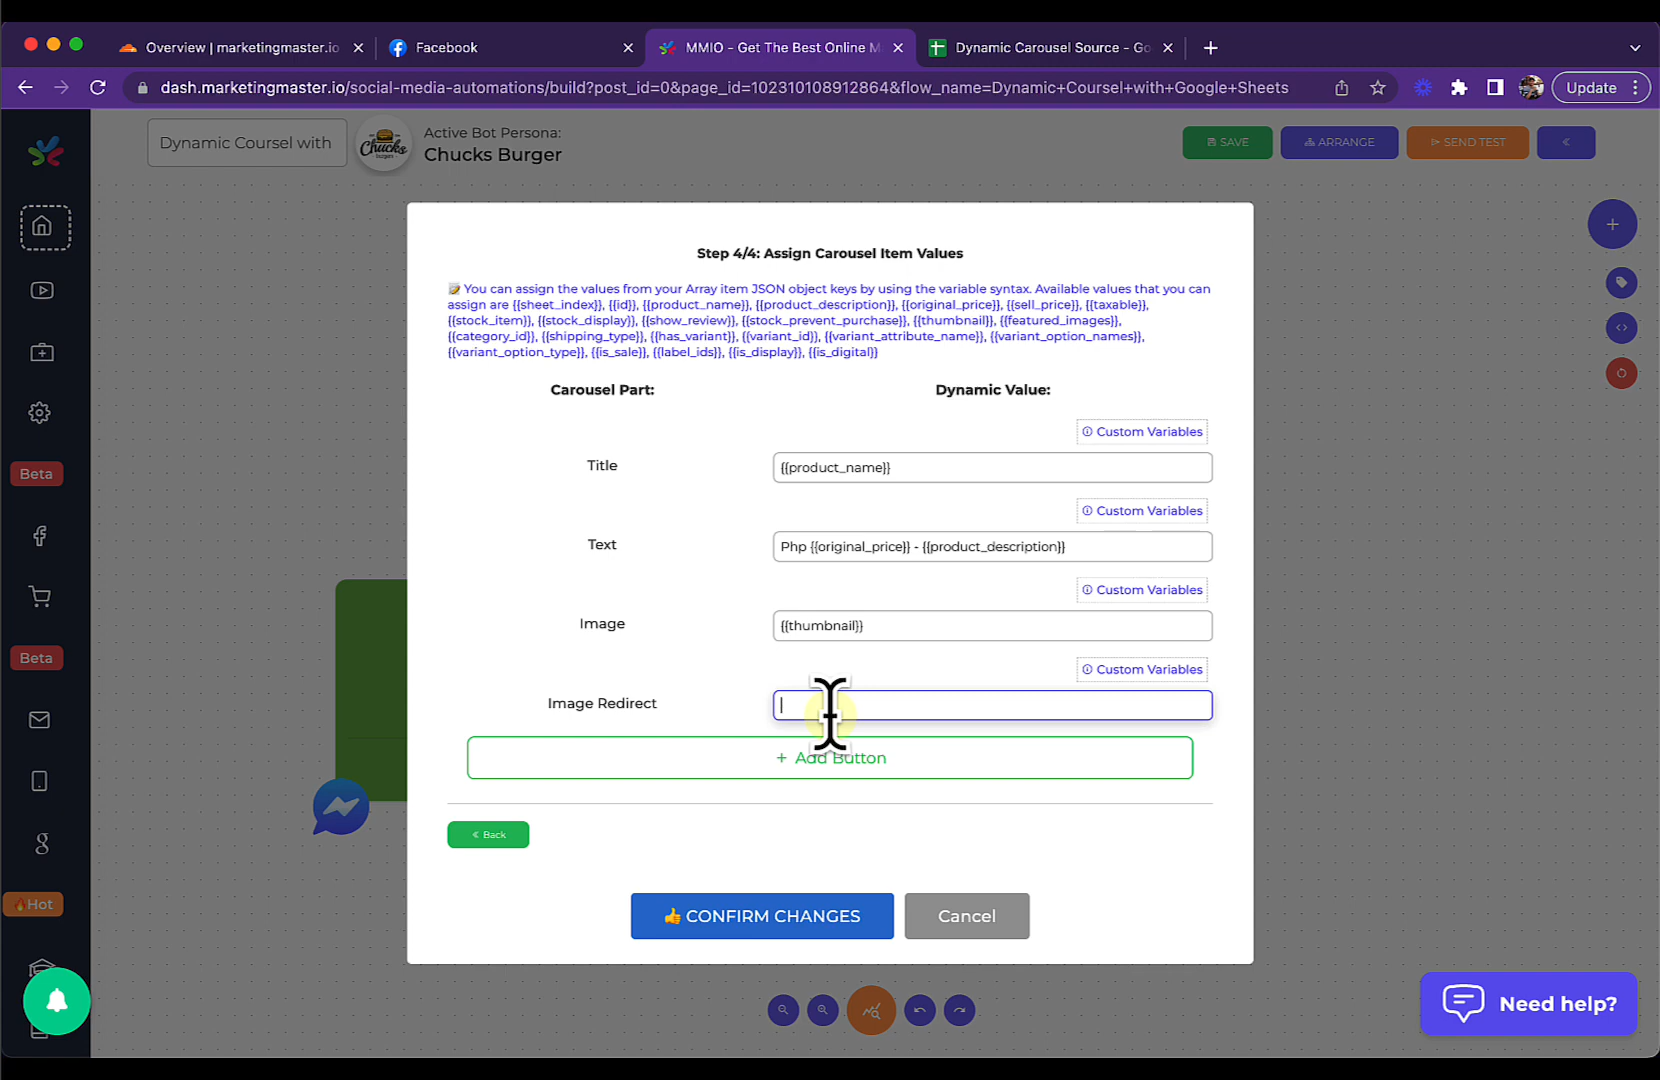 Overview | marketingmaster.io
Facebook
MMIO - Get The Best Online M
Dynamic Carousel Source - Go
dash.marketingmaster.io/social-media-automations/build?post_id=0&page_id=102310108912864&flow_name=Dynamic+Coursel+with+Google+Sheets
Update
Dynamic Coursel with
Chucks
Active Bot Persona:
Chucks Burger
SAVE
ARRANGE
SEND TEST
Step 4/4: Assign Carousel Item Values
You can assign the values from your Array item JSON object keys by using the variable syntax. Available values that you can
assign are {{sheet_index}}, {{id}}, {{product_name}}, {{product_description}}, {{original_price}}, {{sell_price}}, {{taxable}},
{{stock_item}}, {{stock_display}}, {{show_review}}, {{stock_prevent_purchase}}, {{thumbnail}}, {{featured_images}},
{{category_id}}, {{shipping_type}}, {{has_variant}}, {{variant_id}}, {{variant_attribute_name}}, {{variant_option_names}},
{{variant_option_type}}, {{is_sale}}, {{label_ids}}, {{is_display}}, {{is_digital}}
Carousel Part:
Dynamic Value:
Custom Variables
Title
{{product_name}}
Custom Variables
Text
Php {{original_price}} - {{product_description}}
Custom Variables
Image
{{thumbnail}}
Custom Variables
Image Redirect
+ Add Button
« Back
👍 CONFIRM CHANGES
Cancel
Beta
Beta
🔥Hot
Need help?